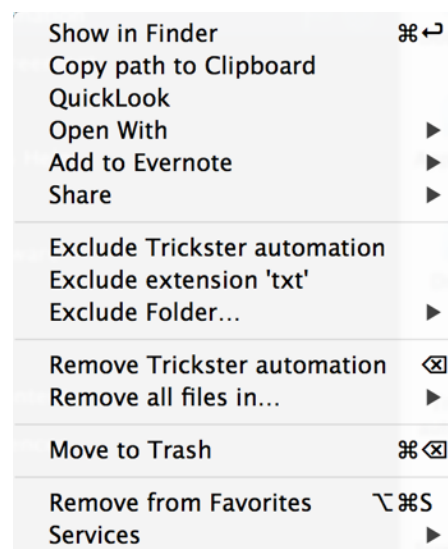 Show in Finder ⌘↩
Copy path to Clipboard
QuickLook
Open With ▶
Add to Evernote ▶
Share ▶
Exclude Trickster automation
Exclude extension 'txt'
Exclude Folder... ▶
Remove Trickster automation ⌫
Remove all files in... ▶
Move to Trash ⌘⌫
Remove from Favorites ⌥⌘S
Services ▶